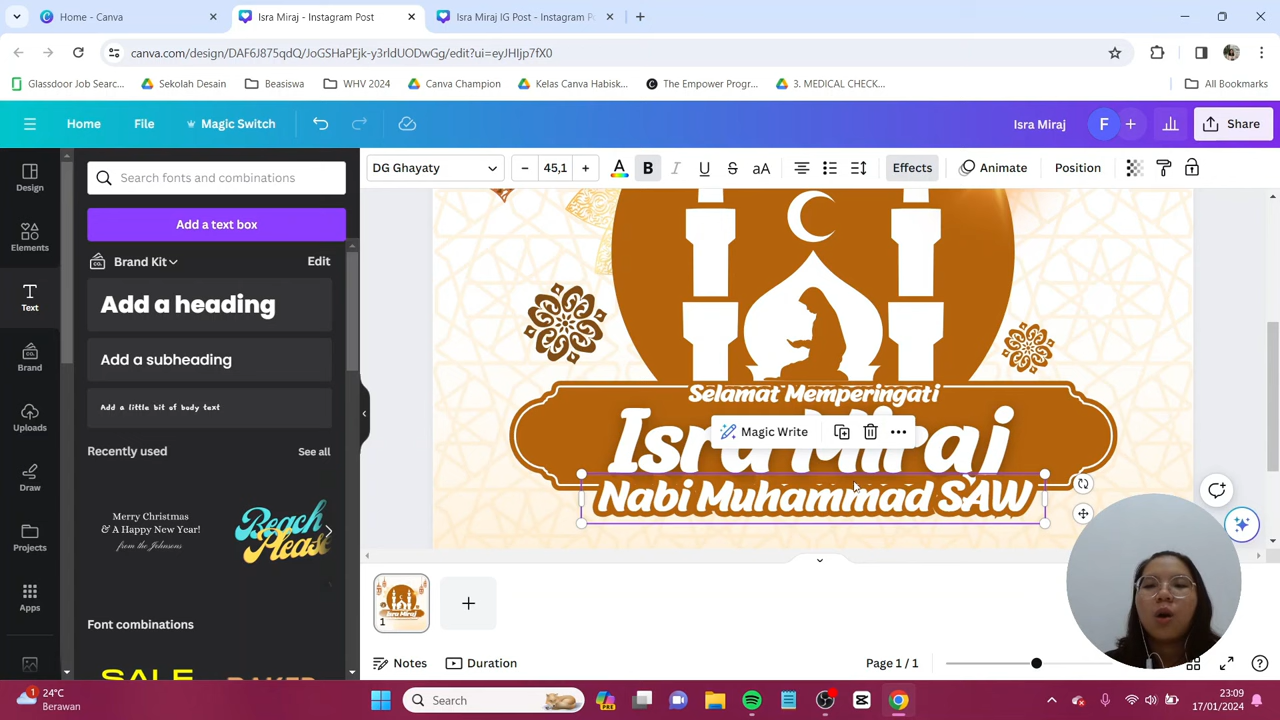 Home - Canva
Isra Miraj - Instagram Post
Isra Miraj IG Post - Instagram P
canva.com/design/DAF6J875qdQ/JoGSHaPEjk-y3rldUODwGg/edit?ui=eyJHIjp7fX0
Glassdoor Job Searc...
Sekolah Desain
Beasiswa
WHV 2024
Canva Champion
Kelas Canva Habisk...
The Empower Progr...
3. MEDICAL CHECK...
All Bookmarks
Home
File
Magic Switch
Isra Miraj
F
Share
Design
Elements
Text
Brand
Uploads
Draw
Projects
Apps
Search fonts and combinations
Add a text box
Brand Kit
Edit
Add a heading
Add a subheading
Add a little bit of body text
Recently used
See all
Merry Christmas
& A Happy New Year!
from the Johnsons
Beach
Please
Font combinations
SALE
DG Ghayaty
45,1
B
I
U
S
aA
Effects
Animate
Position
Selamat Memperingati
Isra Miraj
Magic Write
Nabi Muhammad SAW
1
Notes
Duration
Page 1 / 1
1
24°C
Berawan
Search
PRE
23:09
17/01/2024